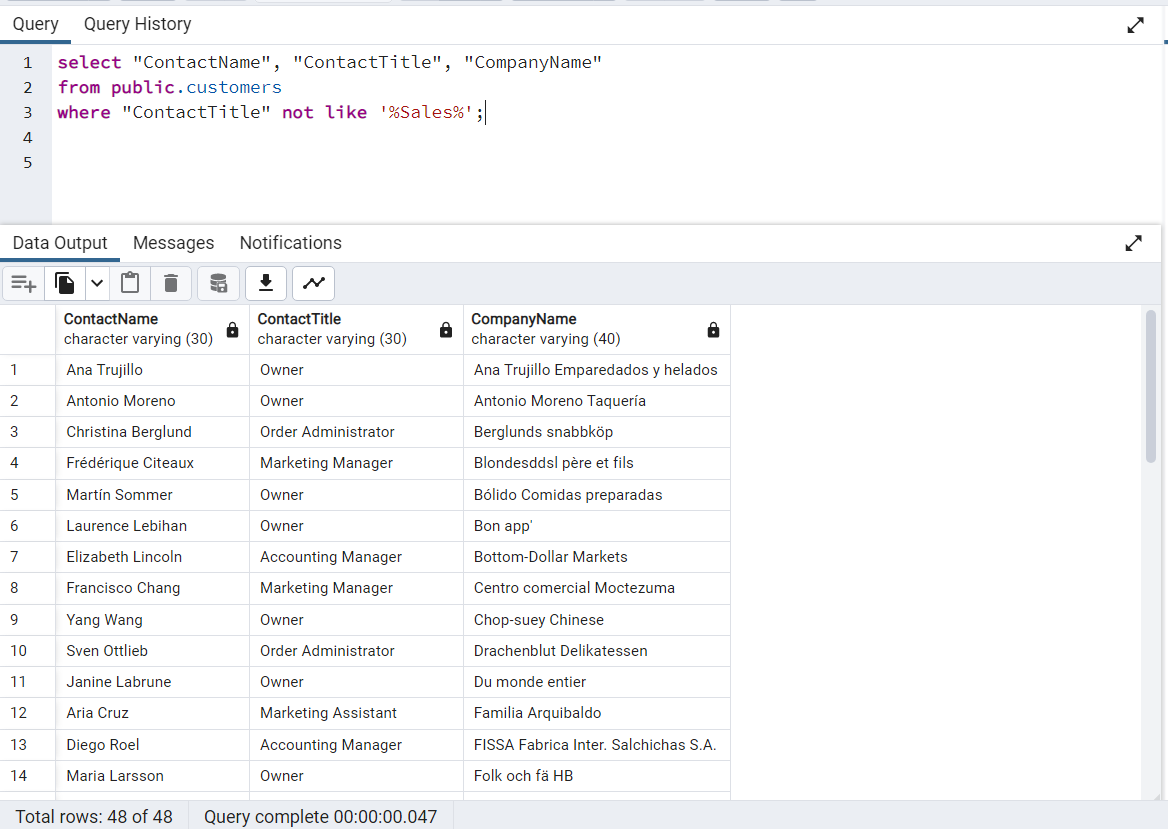 Query Query History
1 select "ContactName", "ContactTitle", "CompanyName"
2 from public.customers
3 where "ContactTitle" not like '%Sales%';
4
5
Data Output Messages Notifications
ContactName ContactTitle CompanyName
character varying (30) character varying (30) character varying (40)
1 Ana Trujillo Owner Ana Trujillo Emparedados y helados
2 Antonio Moreno Owner Antonio Moreno Taquería
3 Christina Berglund Order Administrator Berglunds snabbköp
4 Frédérique Citeaux Marketing Manager Blondesddsl père et fils
5 Martín Sommer Owner Bólido Comidas preparadas
6 Laurence Lebihan Owner Bon app'
7 Elizabeth Lincoln Accounting Manager Bottom-Dollar Markets
8 Francisco Chang Marketing Manager Centro comercial Moctezuma
9 Yang Wang Owner Chop-suey Chinese
10 Sven Ottlieb Order Administrator Drachenblut Delikatessen
11 Janine Labrune Owner Du monde entier
12 Aria Cruz Marketing Assistant Familia Arquibaldo
13 Diego Roel Accounting Manager FISSA Fabrica Inter. Salchichas S.A.
14 Maria Larsson Owner Folk och fä HB
Total rows: 48 of 48 Query complete 00:00:00.047